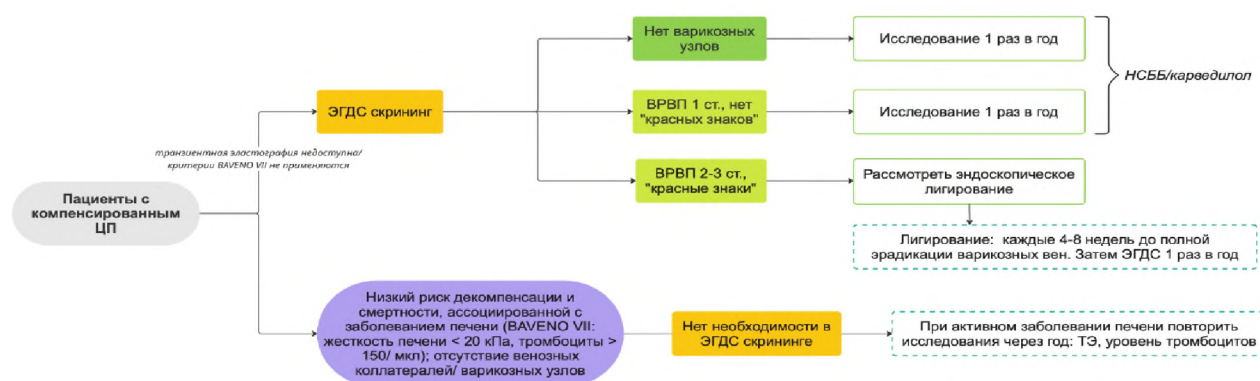 Пациенты с
компенсированным
ЦП
транзиентная эластография недоступна/
критерии BAVENO VII не применяются
ЭГДС скрининг
Нет варикозных
узлов
Исследование 1 раз в год
ВРВП 1 ст., нет
"красных знаков"
Исследование 1 раз в год
НСББ/карведилол
ВРВП 2-3 ст.,
"красные знаки"
Рассмотреть эндоскопическое
лигирование
Лигирование: каждые 4-8 недель до полной
эрадикации варикозных вен. Затем ЭГДС 1 раз в год
Низкий риск декомпенсации и
смертности, ассоциированной с
заболеванием печени (BAVENO VII:
жесткость печени < 20 кПа, тромбоциты >
150/ мкл); отсутствие венозных
коллатералей/ варикозных узлов
Нет необходимости в
ЭГДС скрининге
При активном заболевании печени повторить
исследования через год: ТЭ, уровень тромбоцитов